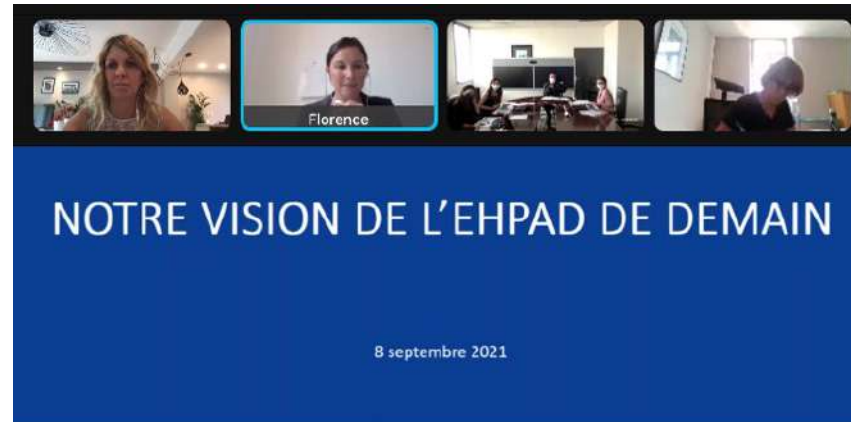 Florence
NOTRE VISION DE L'EHPAD DE DEMAIN
8 septembre 2021